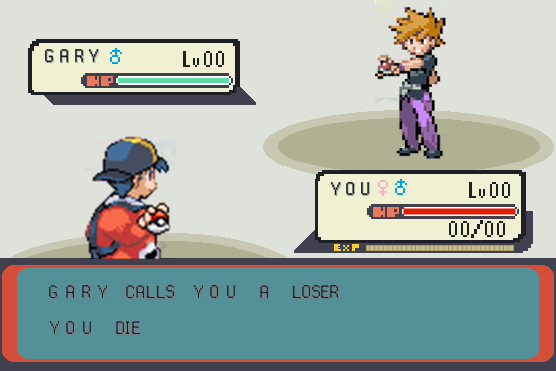 GARY♂ Lv00
HP
YOU♀♂ Lv00
HP
00/00
EXP
GARY CALLS YOU A LOSER
YOU DIE